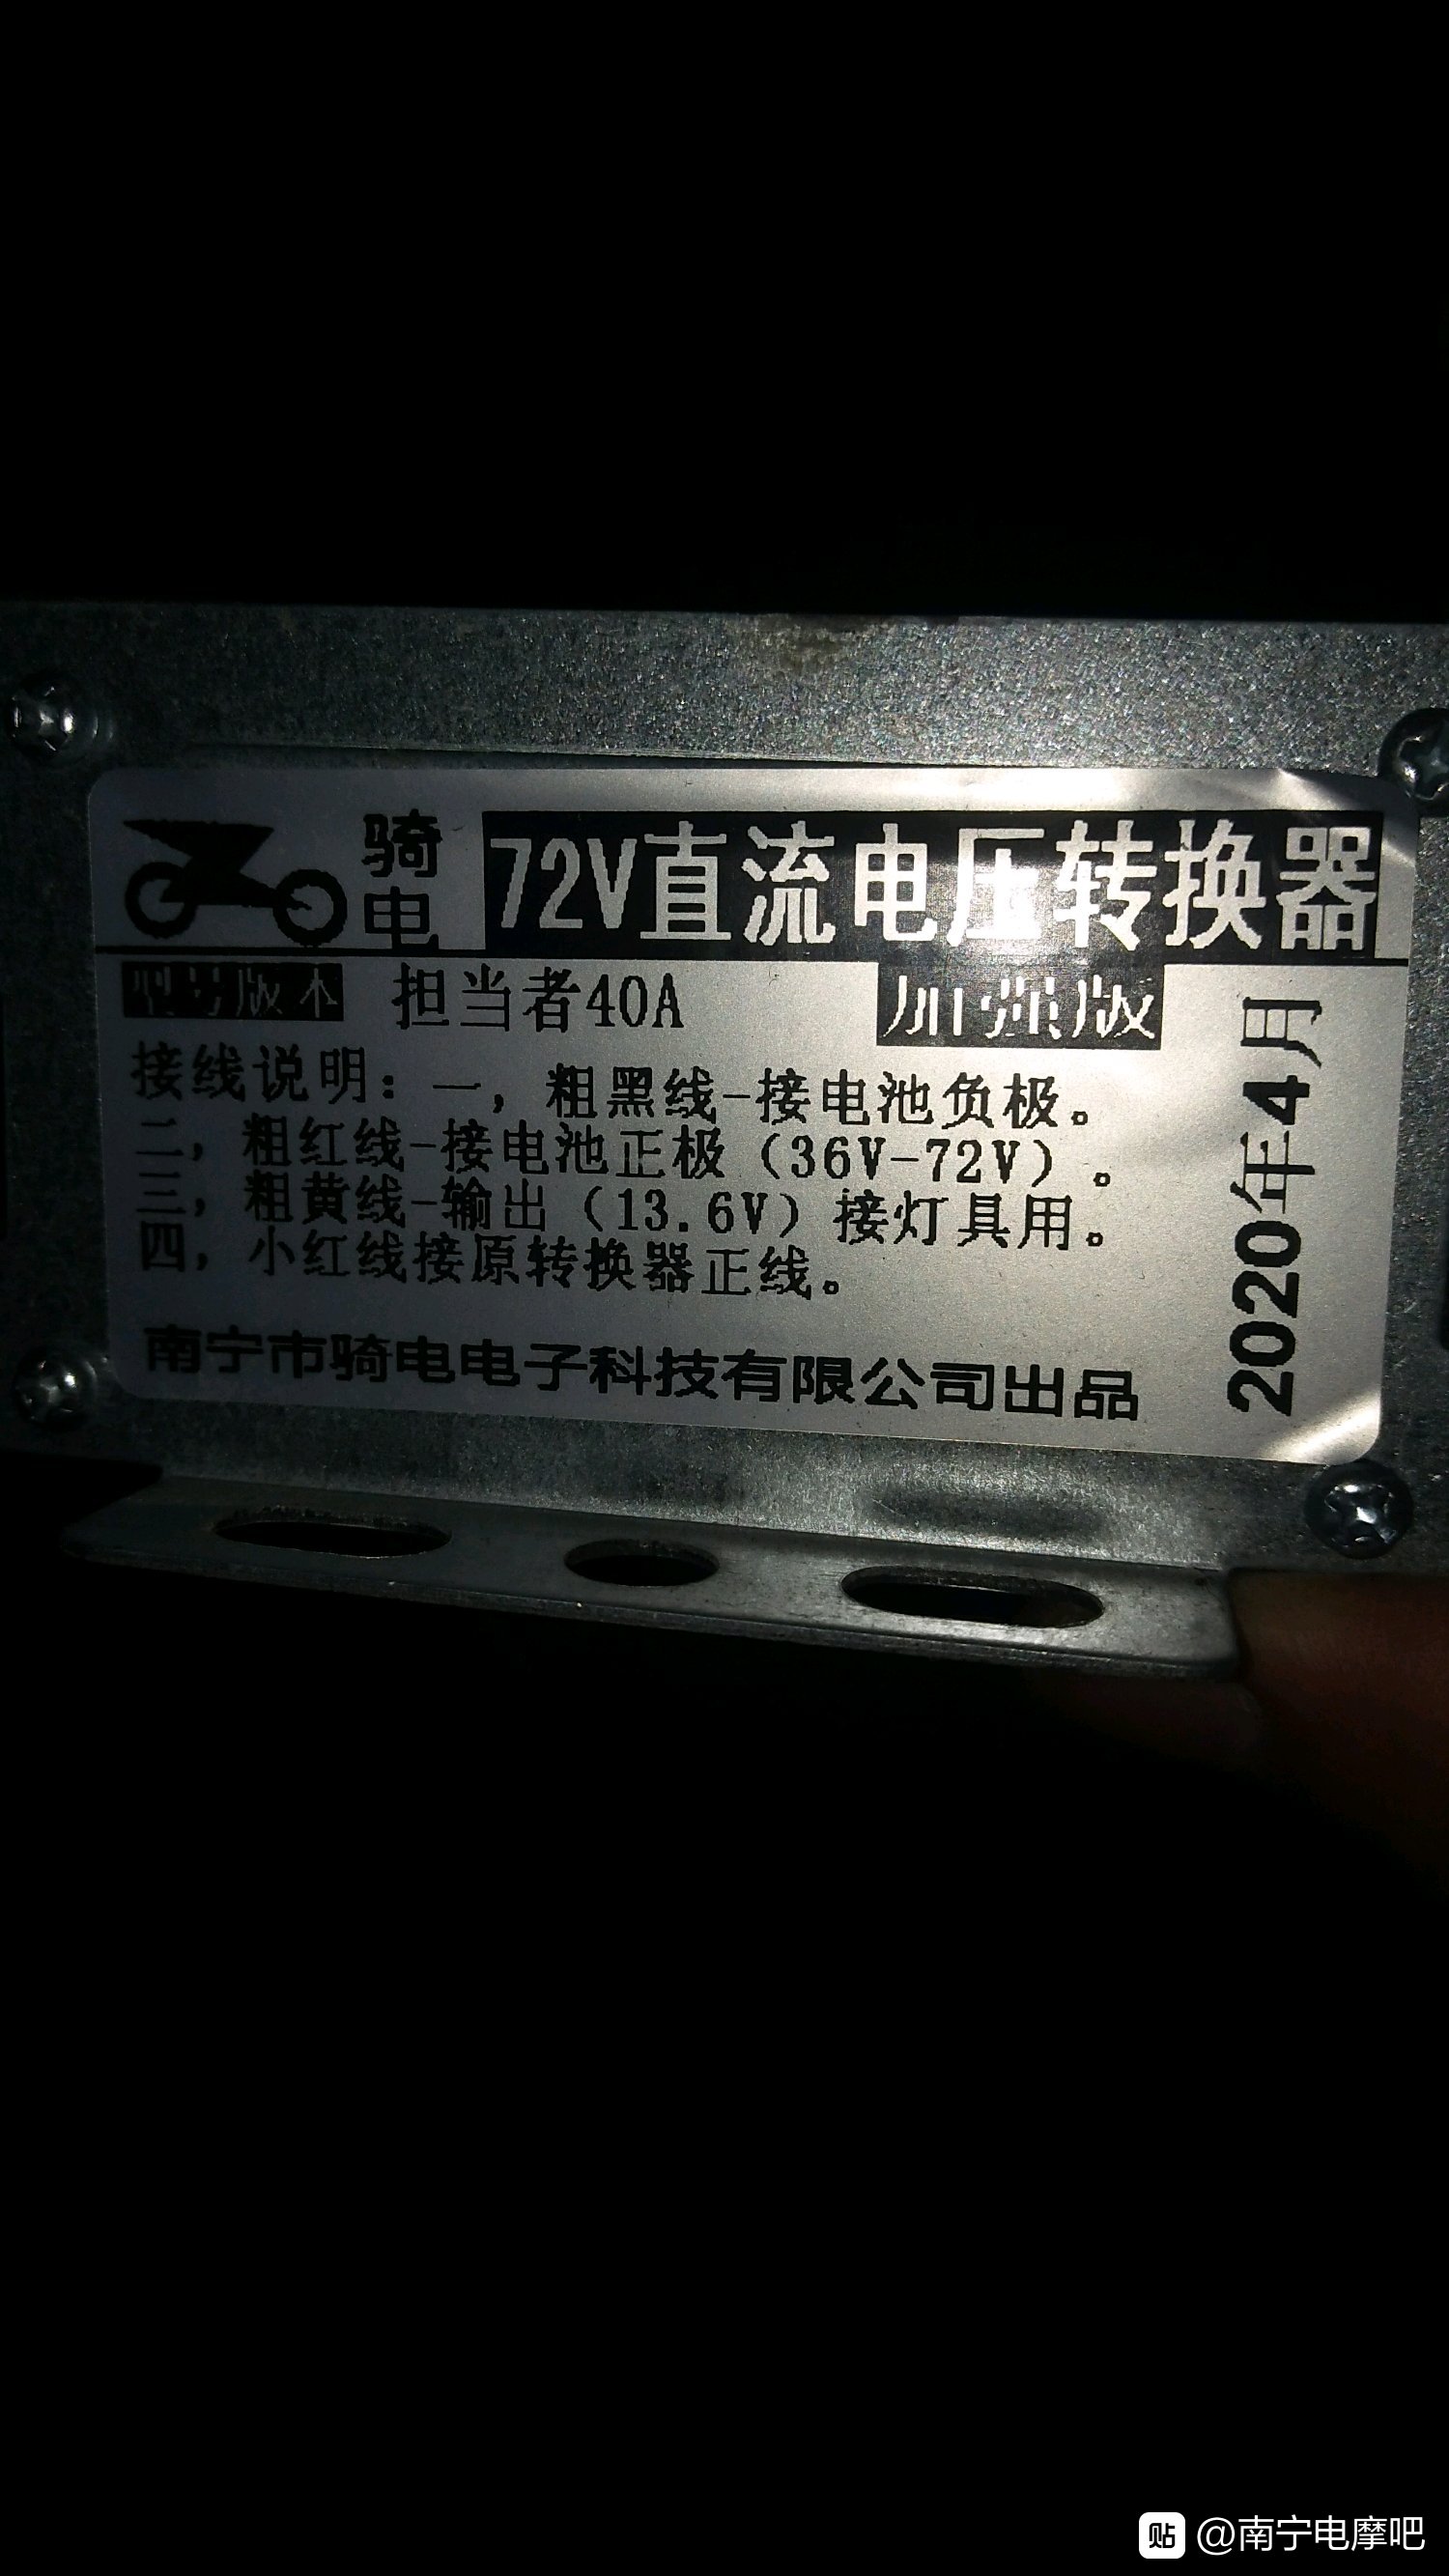 骑电
72V直流电压转换器
型号版本 担当者40A 加强版
接线说明：一，粗黑线-接电池负极。
二，粗红线-接电池正极（36V-72V）。
三，粗黄线-输出（13.6V）接灯具用。
四，小红线接原转换器正线。
南宁市骑电电子科技有限公司出品
2020年4月
贴 @南宁电摩吧